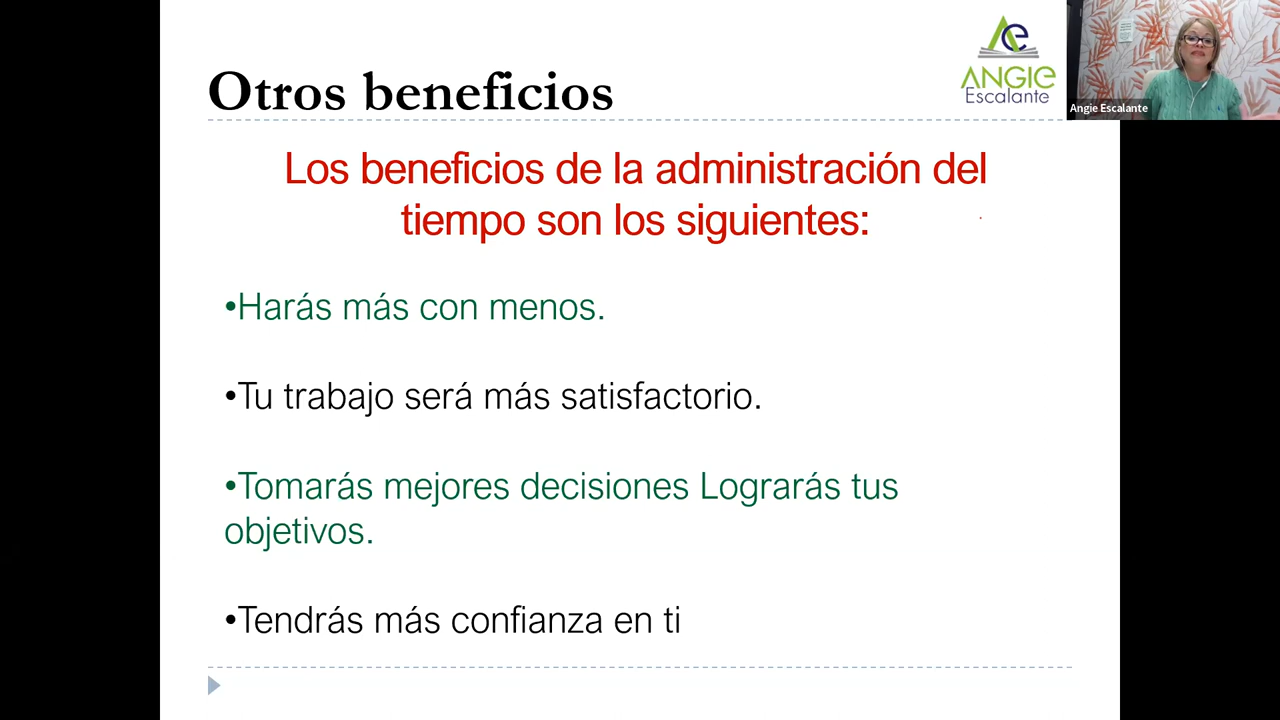 Otros beneficios
ANGIE
Escalante
Angie Escalante
Los beneficios de la administración del
tiempo son los siguientes:
•Harás más con menos.
•Tu trabajo será más satisfactorio.
•Tomarás mejores decisiones Lograrás tus
objetivos.
•Tendrás más confianza en ti